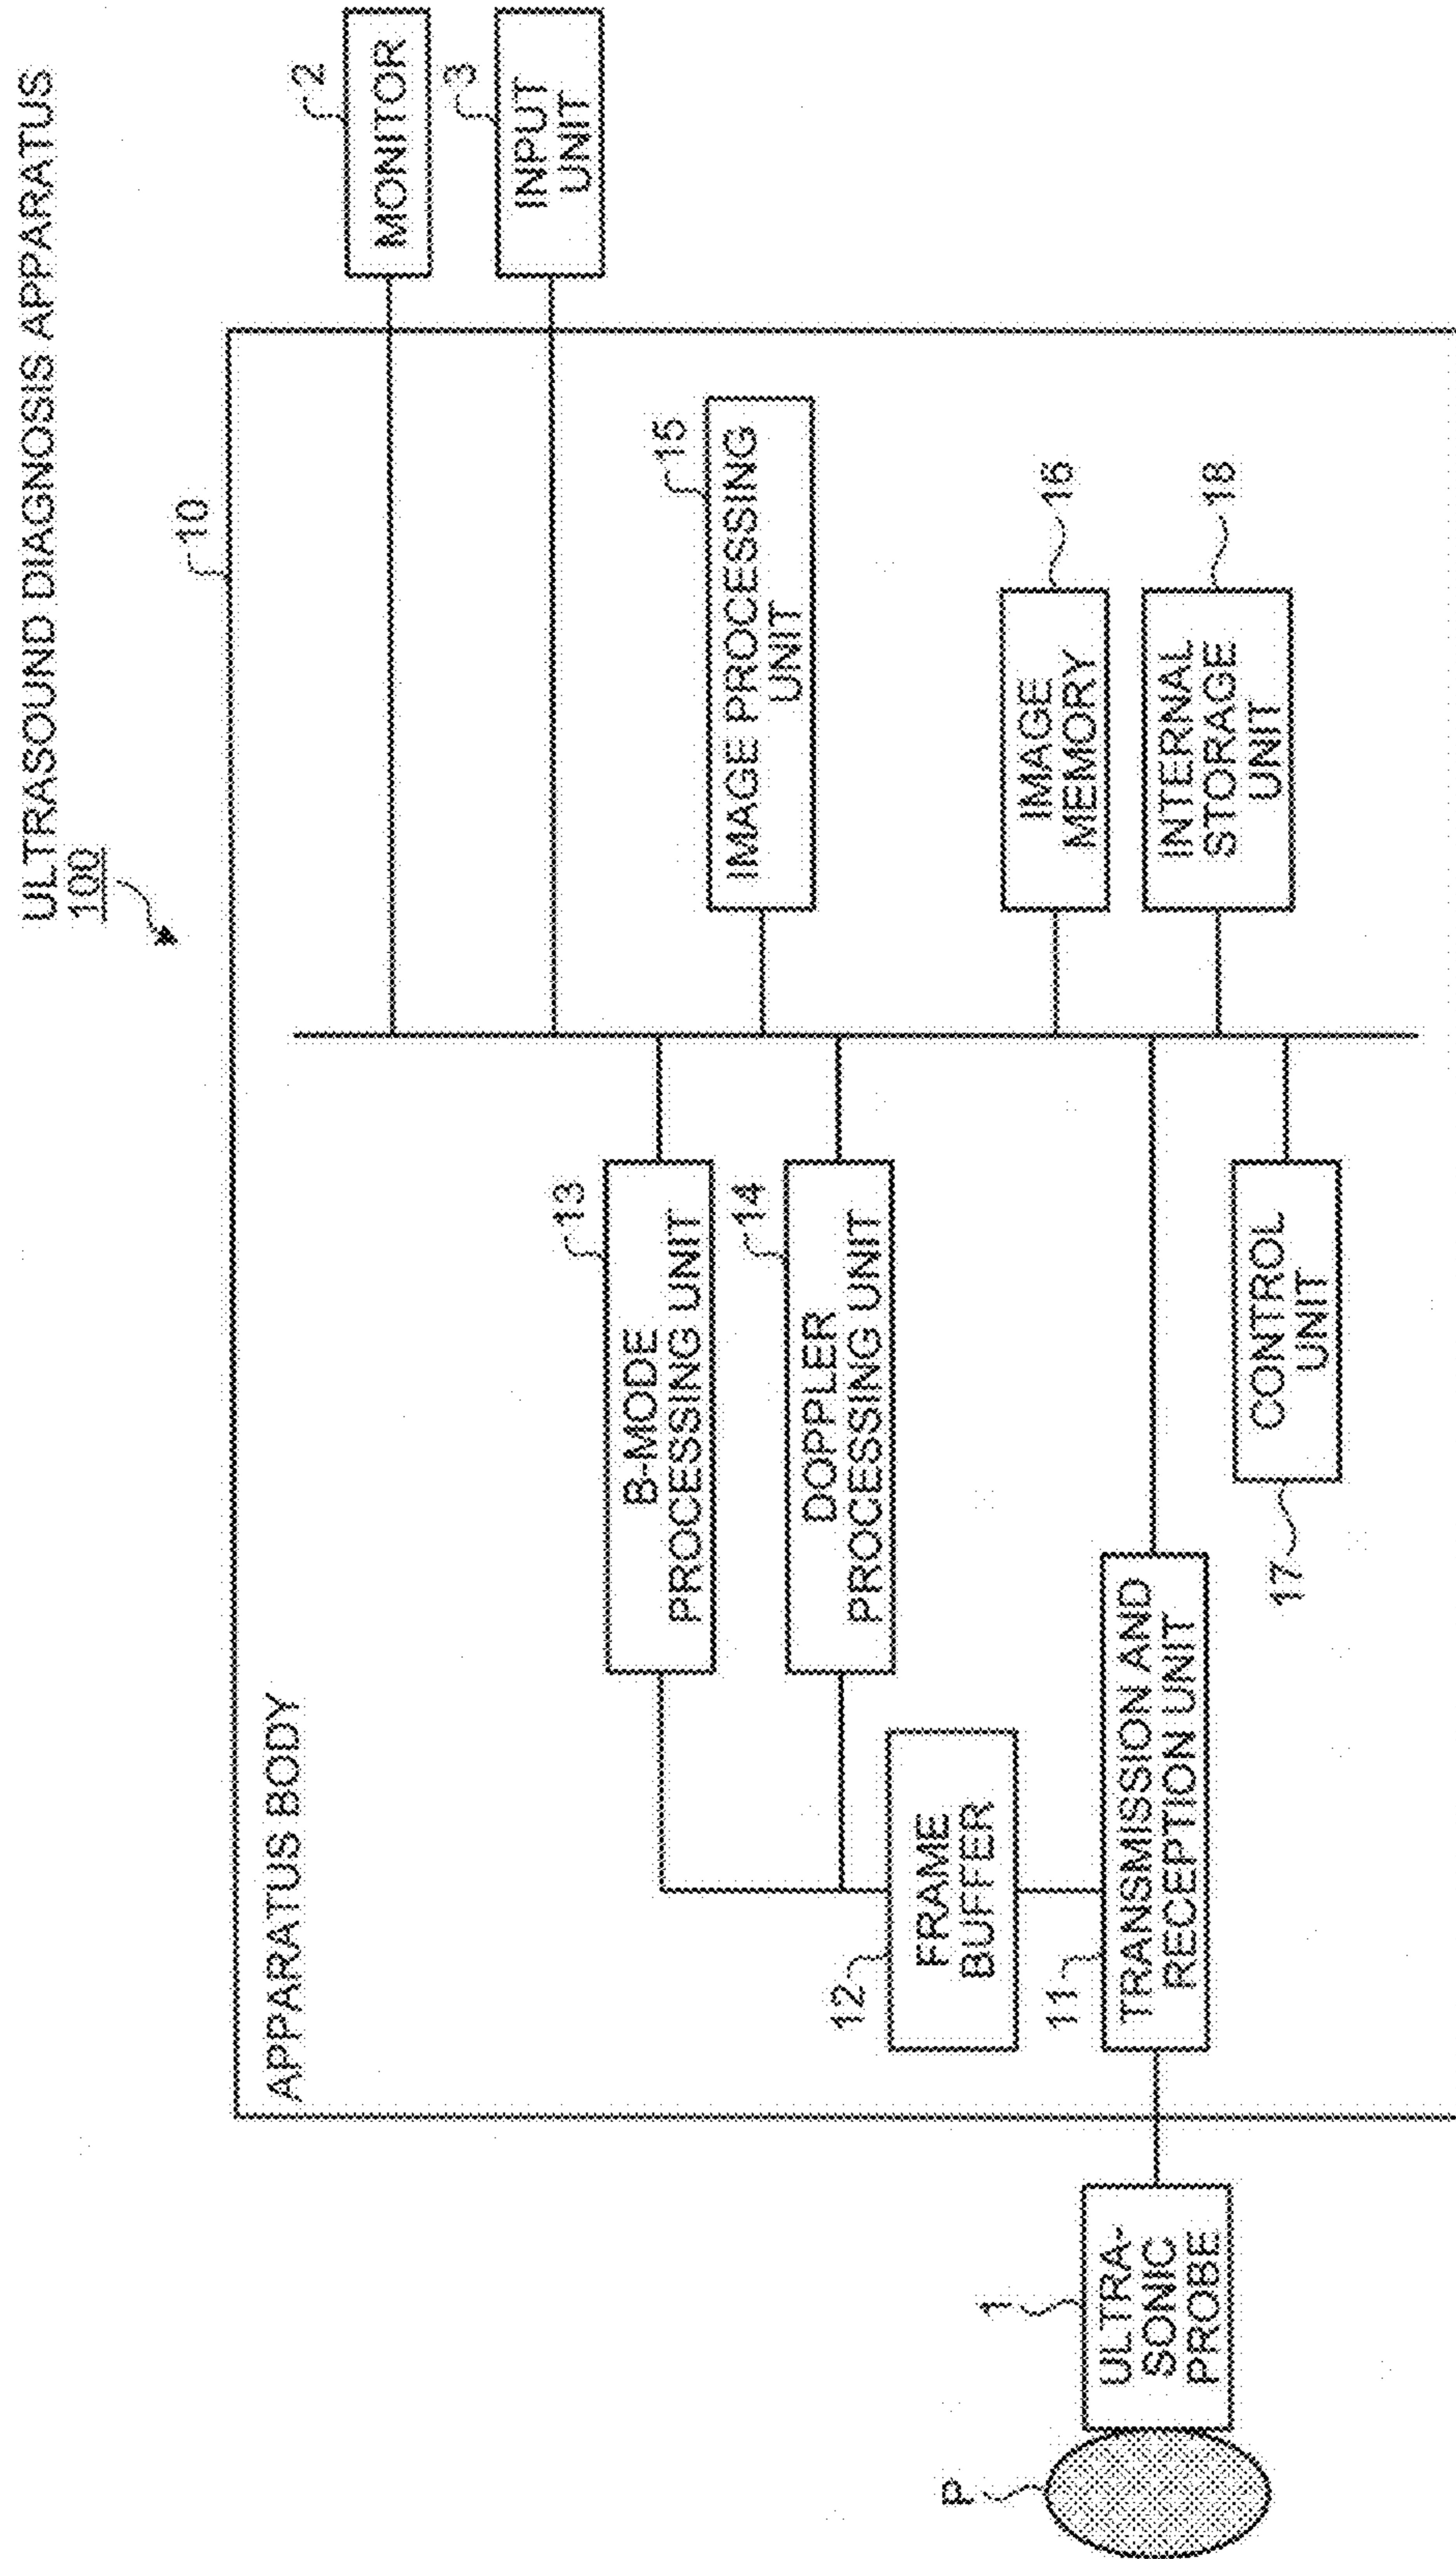 ULTRASOUND DIAGNOSIS APPARATUS
100
10
APPARATUS BODY
2
MONITOR
3
INPUT
UNIT
13
B-MODE
PROCESSING UNIT
15
IMAGE PROCESSING
UNIT
14
DOPPLER
PROCESSING UNIT
12
FRAME
BUFFER
16
IMAGE
MEMORY
P
1
ULTRA-
SONIC
PROBE
11
TRANSMISSION AND
RECEPTION UNIT
18
INTERNAL
STORAGE
UNIT
17
CONTROL
UNIT